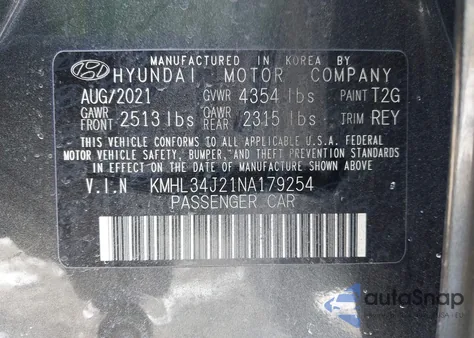 MANUFACTURED IN KOREA BY
HYUNDAI MOTOR COMPANY
AUG/2021 GVWR 4354 lbs PAINT T2G
GAWR FRONT 2513 lbs GAWR REAR 2315 lbs TRIM REY
THIS VEHICLE CONFORMS TO ALL APPLICABLE U.S.A. FEDERAL
MOTOR VEHICLE SAFETY, BUMPER, AND THEFT PREVENTION STANDARDS
IN EFFECT ON THE DATE OF MANUFACTURE SHOWN ABOVE
V.I.N KMHL34J21NA179254
PASSENGER CAR
autoSnap